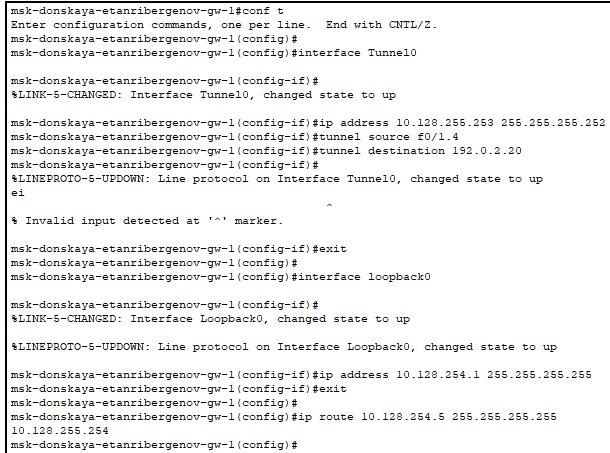 msk-donskaya-etanribergenov-gw-1#conf t
Enter configuration commands, one per line.  End with CNTL/Z.
msk-donskaya-etanribergenov-gw-1(config)#
msk-donskaya-etanribergenov-gw-1(config)#interface Tunnel0
msk-donskaya-etanribergenov-gw-1(config-if)#
%LINK-5-CHANGED: Interface Tunnel0, changed state to up
msk-donskaya-etanribergenov-gw-1(config-if)#ip address 10.128.255.253 255.255.255.252
msk-donskaya-etanribergenov-gw-1(config-if)#tunnel source f0/1.4
msk-donskaya-etanribergenov-gw-1(config-if)#tunnel destination 192.0.2.20
msk-donskaya-etanribergenov-gw-1(config-if)#
%LINEPROTO-5-UPDOWN: Line protocol on Interface Tunnel0, changed state to up
ei
^
% Invalid input detected at '^' marker.
msk-donskaya-etanribergenov-gw-1(config-if)#exit
msk-donskaya-etanribergenov-gw-1(config)#
msk-donskaya-etanribergenov-gw-1(config)#interface loopback0
msk-donskaya-etanribergenov-gw-1(config-if)#
%LINK-5-CHANGED: Interface Loopback0, changed state to up
%LINEPROTO-5-UPDOWN: Line protocol on Interface Loopback0, changed state to up
msk-donskaya-etanribergenov-gw-1(config-if)#ip address 10.128.254.1 255.255.255.255
msk-donskaya-etanribergenov-gw-1(config-if)#exit
msk-donskaya-etanribergenov-gw-1(config)#
msk-donskaya-etanribergenov-gw-1(config)#ip route 10.128.254.5 255.255.255.255
10.128.255.254
msk-donskaya-etanribergenov-gw-1(config)#